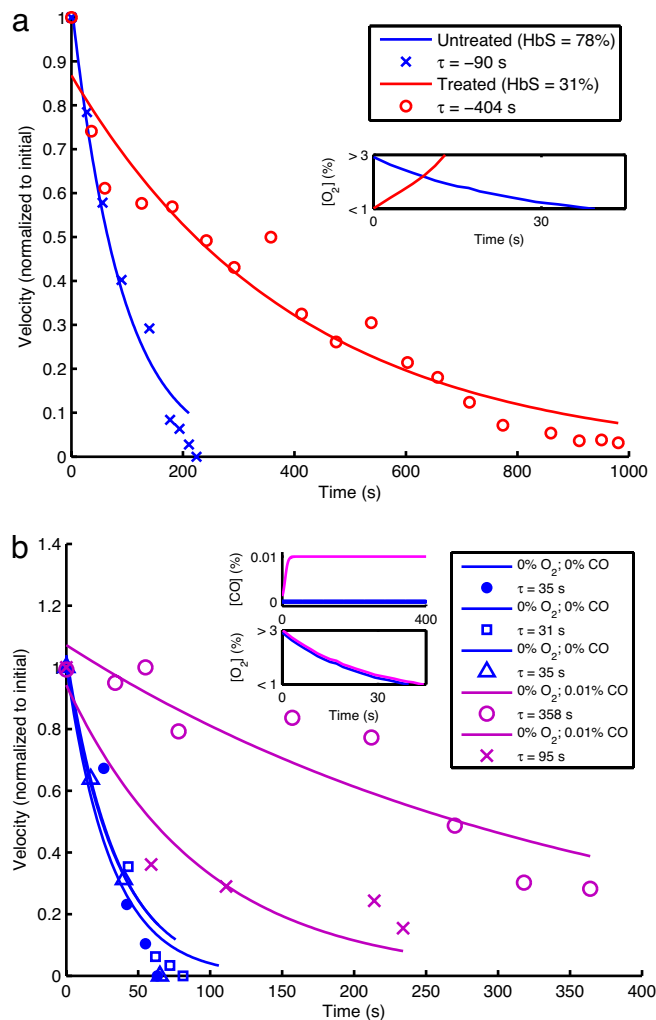 a
Velocity (normalized to initial)
1
0.9
0.8
0.7
0.6
0.5
0.4
0.3
0.2
0.1
0
0
200
400
600
800
1000
Time (s)
Untreated (HbS = 78%)
τ = −90 s
Treated (HbS = 31%)
τ = −404 s
[O2] (%)
> 3
< 1
0
30
Time (s)
b
Velocity (normalized to initial)
1.4
1.2
1
0.8
0.6
0.4
0.2
0
0
50
100
150
200
250
300
350
400
Time (s)
[CO] (%)
0.01
0
0
400
[O2] (%)
> 3
< 1
0
30
Time (s)
0% O2; 0% CO
τ = 35 s
0% O2; 0% CO
τ = 31 s
0% O2; 0% CO
τ = 35 s
0% O2; 0.01% CO
τ = 358 s
0% O2; 0.01% CO
τ = 95 s